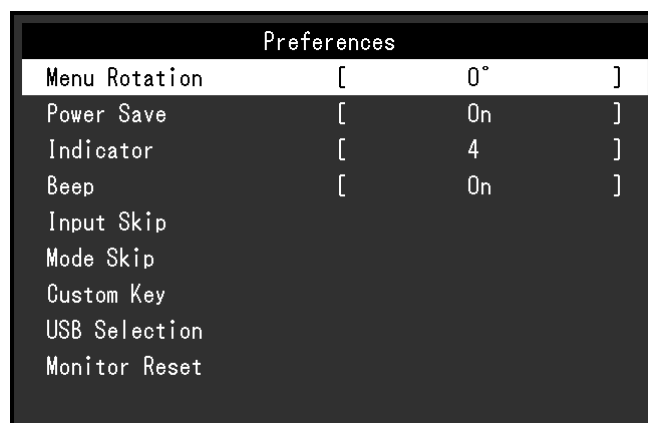 Preferences
Menu Rotation [ 0° ]
Power Save [ On ]
Indicator [ 4 ]
Beep [ On ]
Input Skip
Mode Skip
Custom Key
USB Selection
Monitor Reset